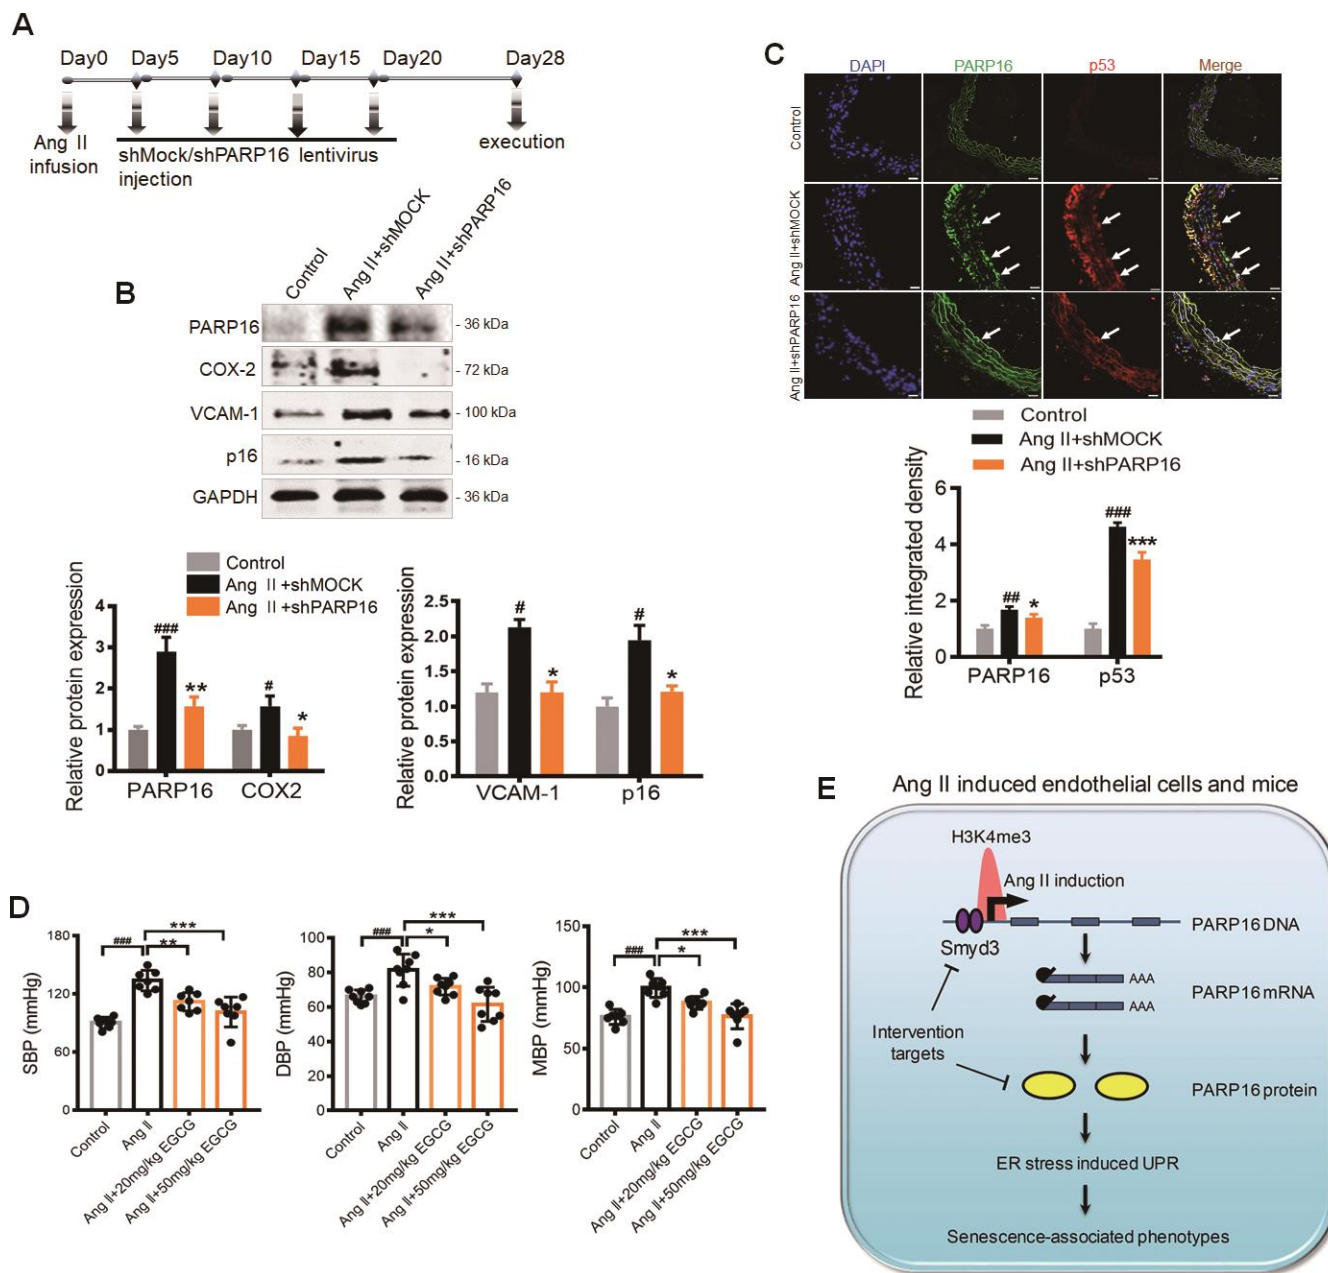 A
Day0 Day5 Day10 Day15 Day20 Day28
Ang II infusion
shMock/shPARP16 lentivirus injection
execution
B
Control
Ang II+shMOCK
Ang II+shPARP16
PARP16 - 36 kDa
COX-2 - 72 kDa
VCAM-1 - 100 kDa
p16 - 16 kDa
GAPDH - 36 kDa
Control
Ang II+shMOCK
Ang II+shPARP16
Relative protein expression
4
3
2
1
0
###
**
#
*
PARP16 COX2
Relative protein expression
2.5
2.0
1.5
1.0
0.5
0.0
#
*
#
*
VCAM-1 p16
C
DAPI PARP16 p53 Merge
Control
Ang II+shMOCK
Ang II+shPARP16
Control
Ang II+shMOCK
Ang II+shPARP16
Relative integrated density
6
4
2
0
##
*
###
***
PARP16 p53
D
SBP (mmHg)
180
120
60
0
###
**
***
Control
Ang II
Ang II+20mg/kg EGCG
Ang II+50mg/kg EGCG
DBP (mmHg)
100
80
60
40
20
0
###
*
***
Control
Ang II
Ang II+20mg/kg EGCG
Ang II+50mg/kg EGCG
MBP (mmHg)
150
100
50
0
###
*
***
Control
Ang II
Ang II+20mg/kg EGCG
Ang II+50mg/kg EGCG
E
Ang II induced endothelial cells and mice
H3K4me3
Ang II induction
Smyd3
PARP16 DNA
AAA
AAA
PARP16 mRNA
Intervention
targets
PARP16 protein
ER stress induced UPR
Senescence-associated phenotypes